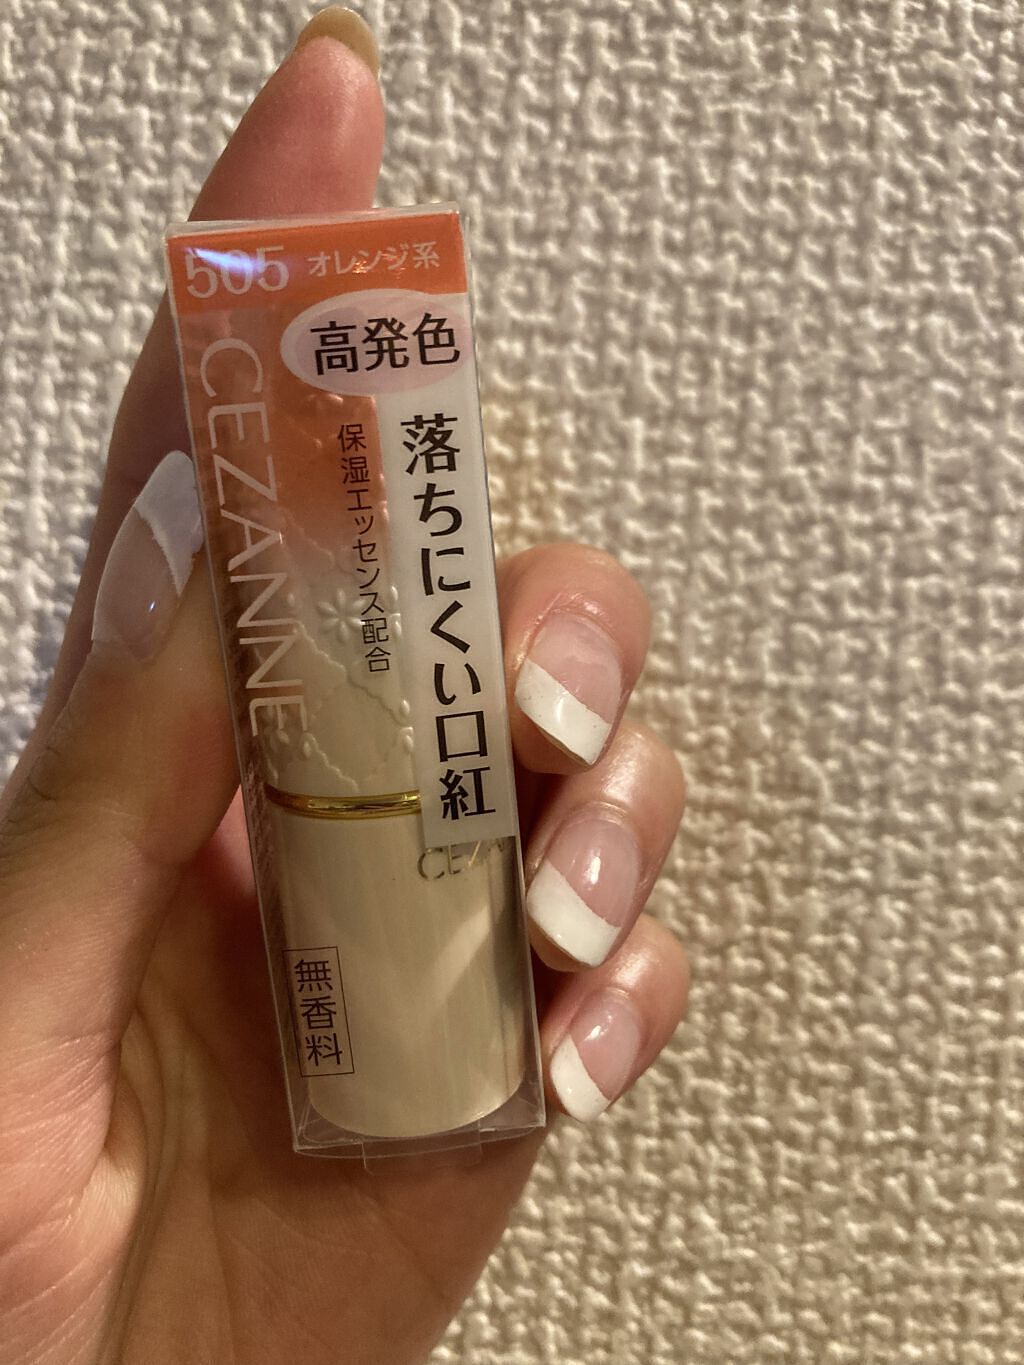 505 オレンジ系
高発色
CEZANNE
保湿エッセンス配合
落ちにくい口紅
CEZA
無香料